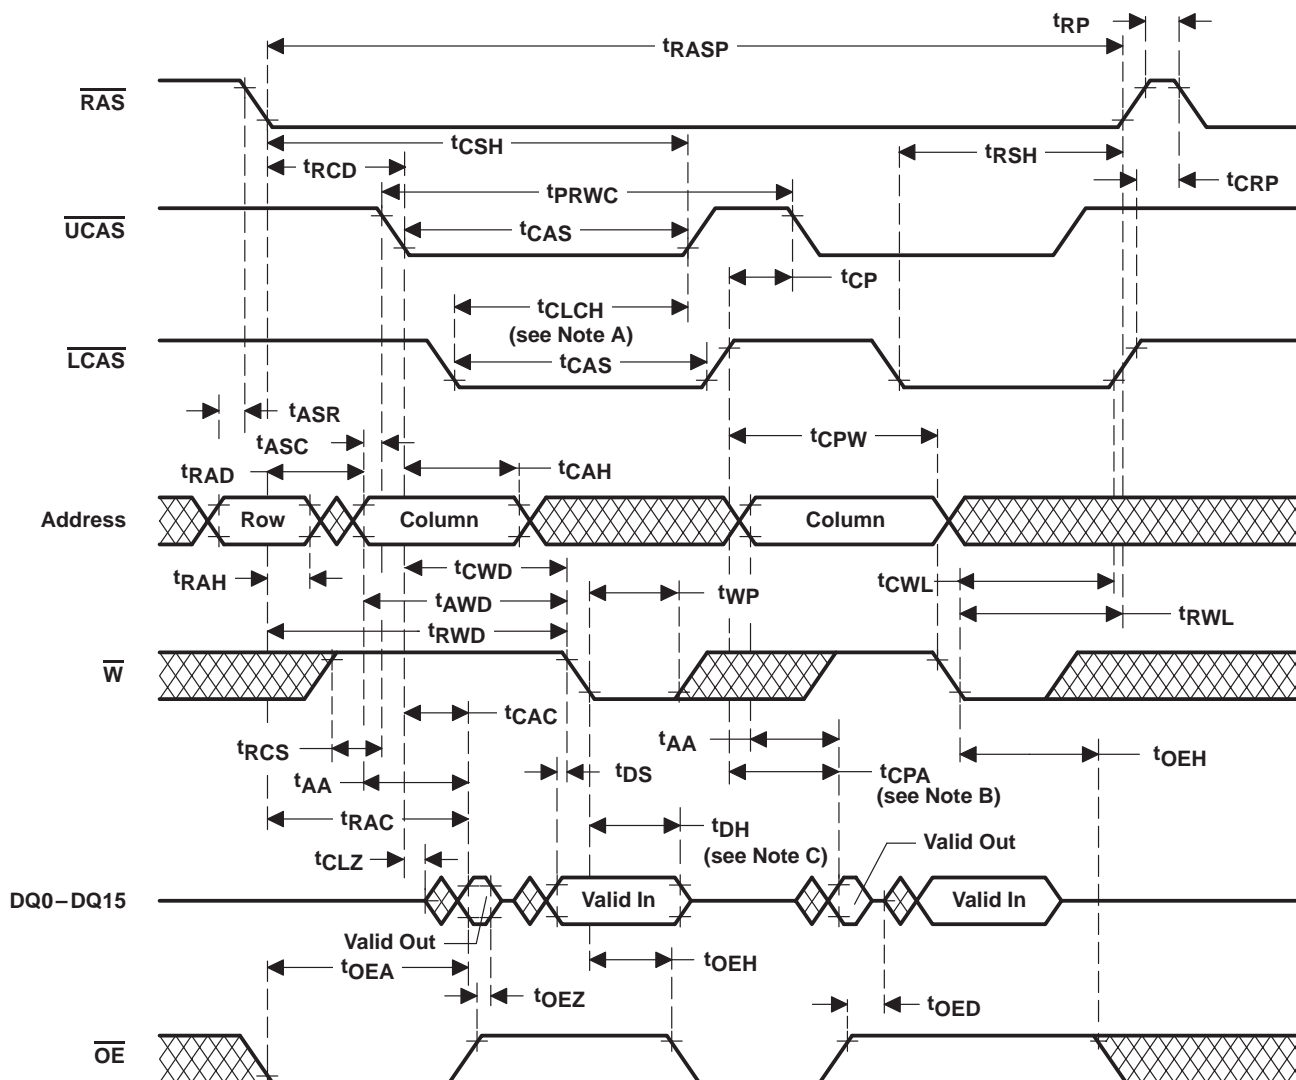 tRP
tRASP
RAS
tCSH
tRSH
tRCD
tCRP
tPRWC
UCAS
tCAS
tCP
tCLCH
(see Note A)
LCAS
tCAS
tASR
tASC
tCPW
tRAD
tCAH
Address
Row
Column
Column
tRAH
tCWD
tCWL
tAWD
tWP
tRWD
tRWL
W
tCAC
tRCS
tAA
tOEH
tAA
tDS
tCPA
(see Note B)
tRAC
tDH
(see Note C)
Valid Out
tCLZ
DQ0–DQ15
Valid In
Valid In
Valid Out
tOEA
tOEH
tOEZ
tOED
OE